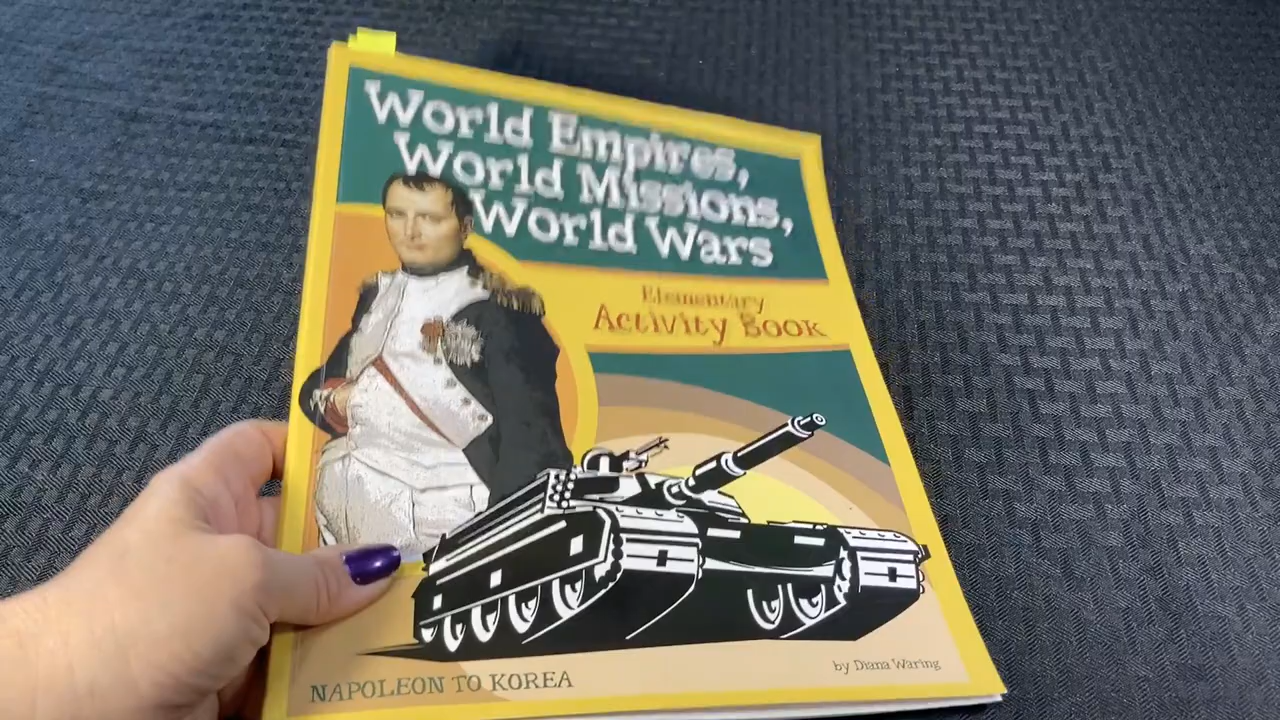 World Empires,
World Missions,
World Wars
Elementary
Activity Book
by Diana Waring
NAPOLEON TO KOREA